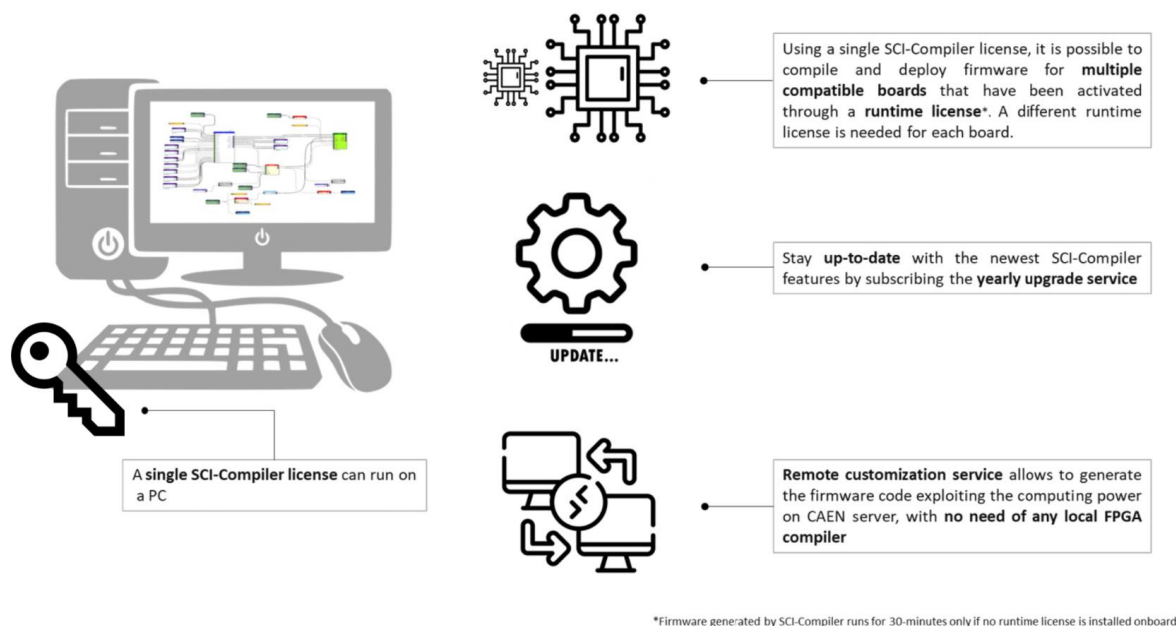 Using a single SCI-Compiler license, it is possible to
compile and deploy firmware for multiple
compatible boards that have been activated
through a runtime license*. A different runtime
license is needed for each board.
Stay up-to-date with the newest SCI-Compiler
features by subscribing the yearly upgrade service
UPDATE...
A single SCI-Compiler license can run on
a PC
Remote customization service allows to generate
the firmware code exploiting the computing power
on CAEN server, with no need of any local FPGA
compiler
*Firmware generated by SCI-Compiler runs for 30-minutes only if no runtime license is installed onboard